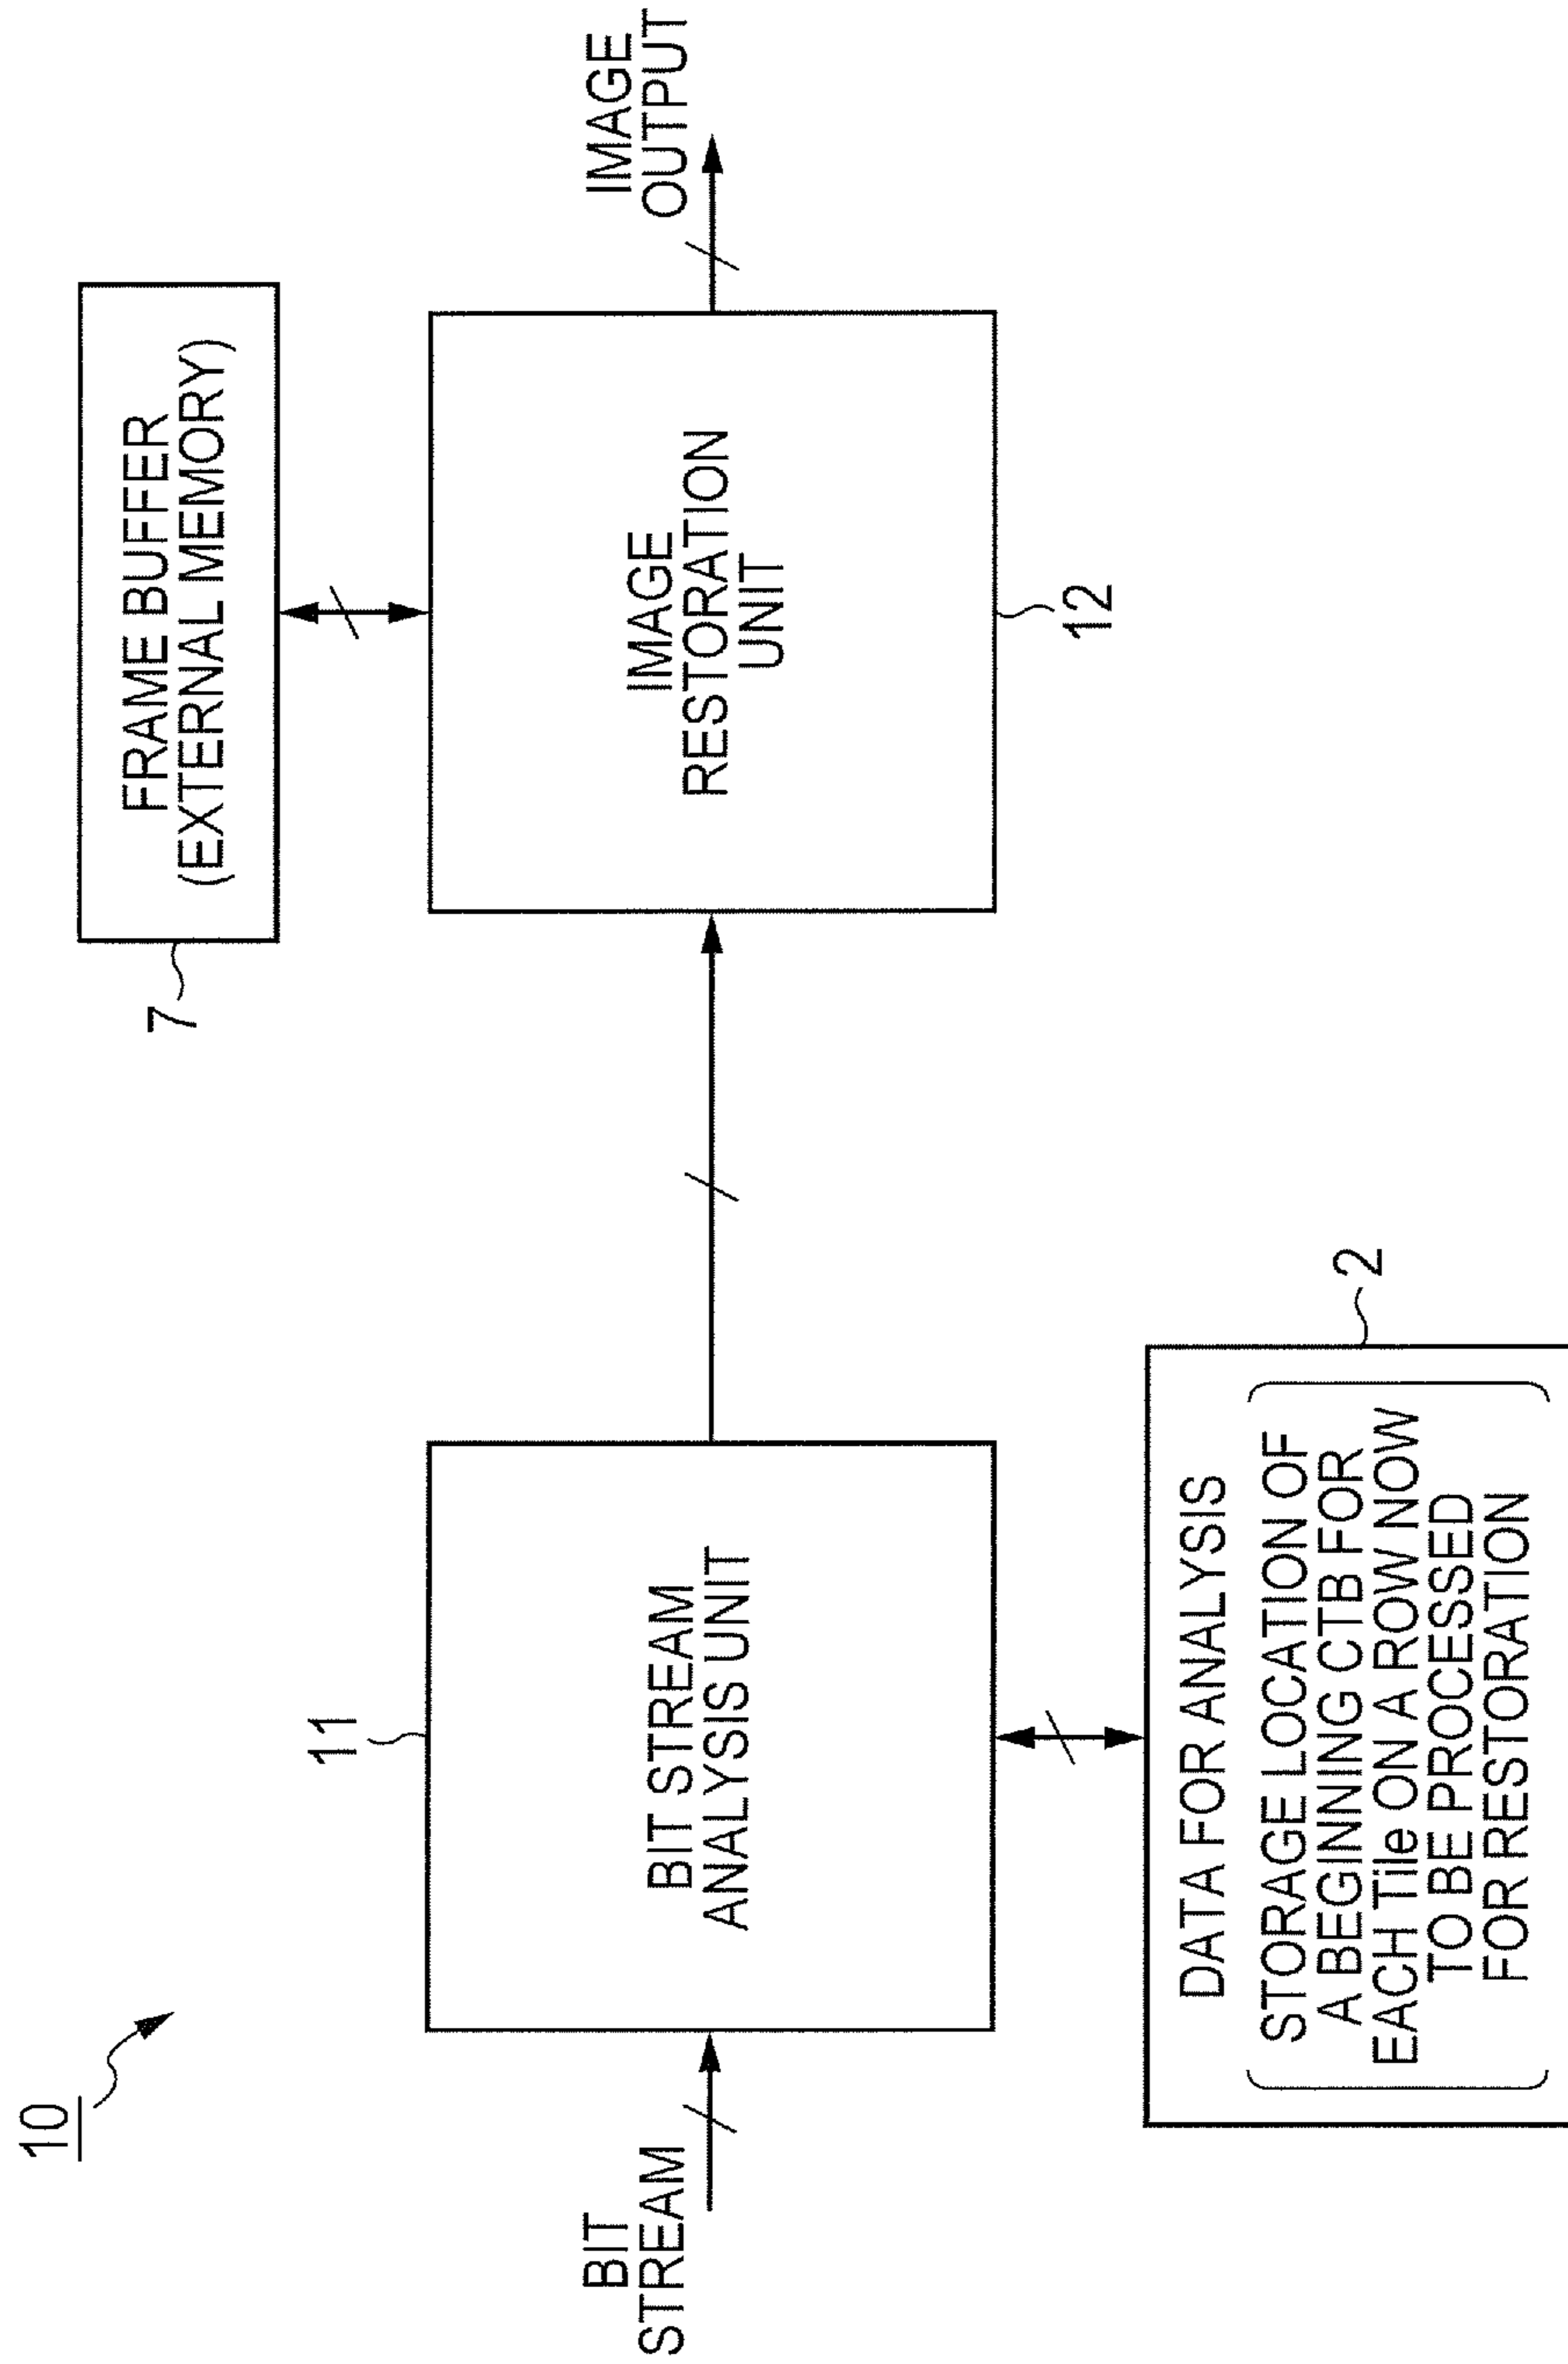 10
FRAME BUFFER
(EXTERNAL MEMORY)
7
BIT
STREAM
11
BIT STREAM
ANALYSIS UNIT
IMAGE
RESTORATION
UNIT
12
IMAGE
OUTPUT
2
DATA FOR ANALYSIS
STORAGE LOCATION OF
A BEGINNING CTB FOR
EACH Tile ON A ROW NOW
TO BE PROCESSED
FOR RESTORATION